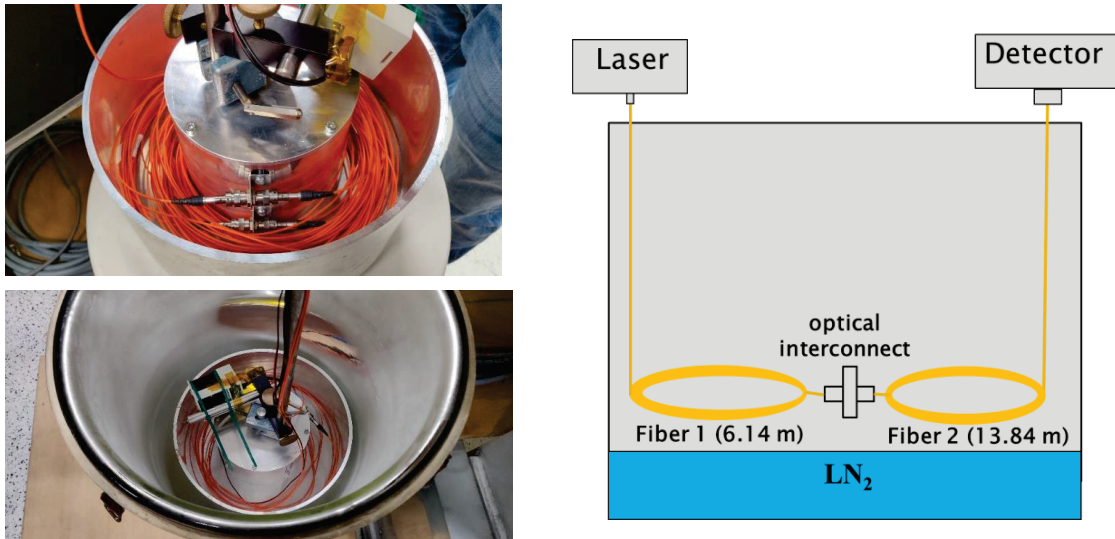 Laser
Detector
optical
interconnect
Fiber 1 (6.14 m)
Fiber 2 (13.84 m)
LN₂